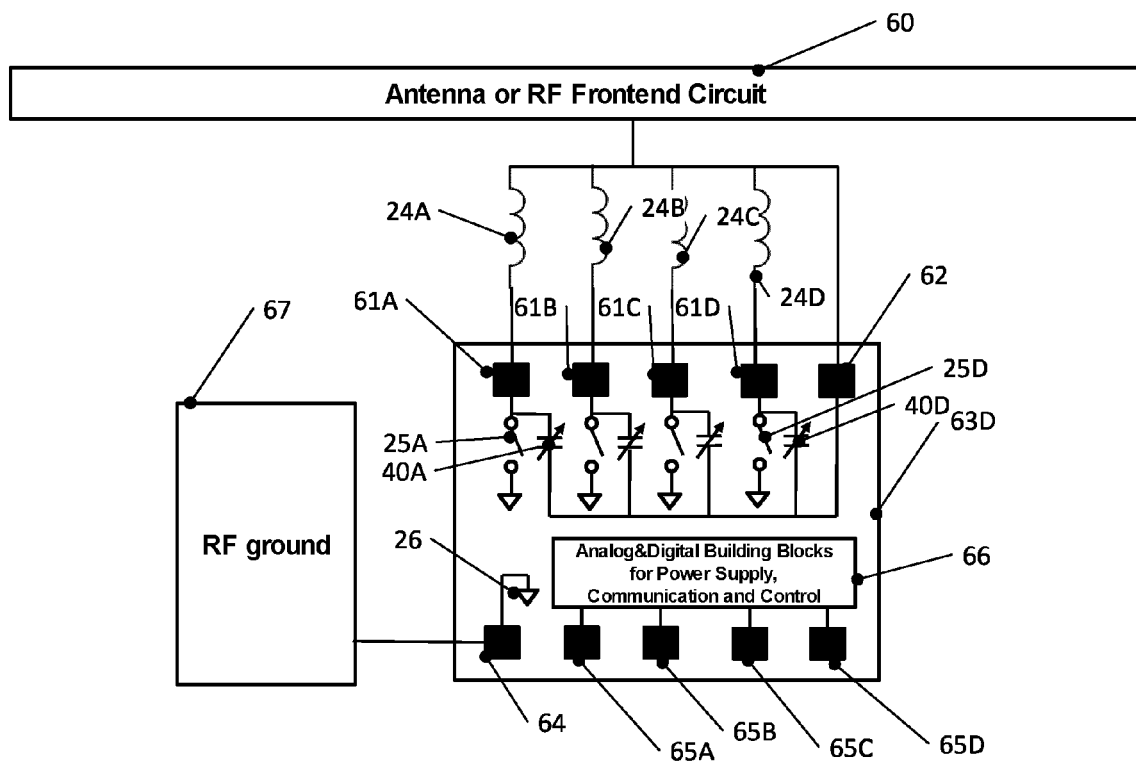 60
Antenna or RF Frontend Circuit
24A
24B
24C
24D
62
67
61A
61B
61C
61D
25D
40D
63D
25A
40A
RF ground
26
Analog&Digital Building Blocks
for Power Supply,
Communication and Control
66
64
65A
65B
65C
65D